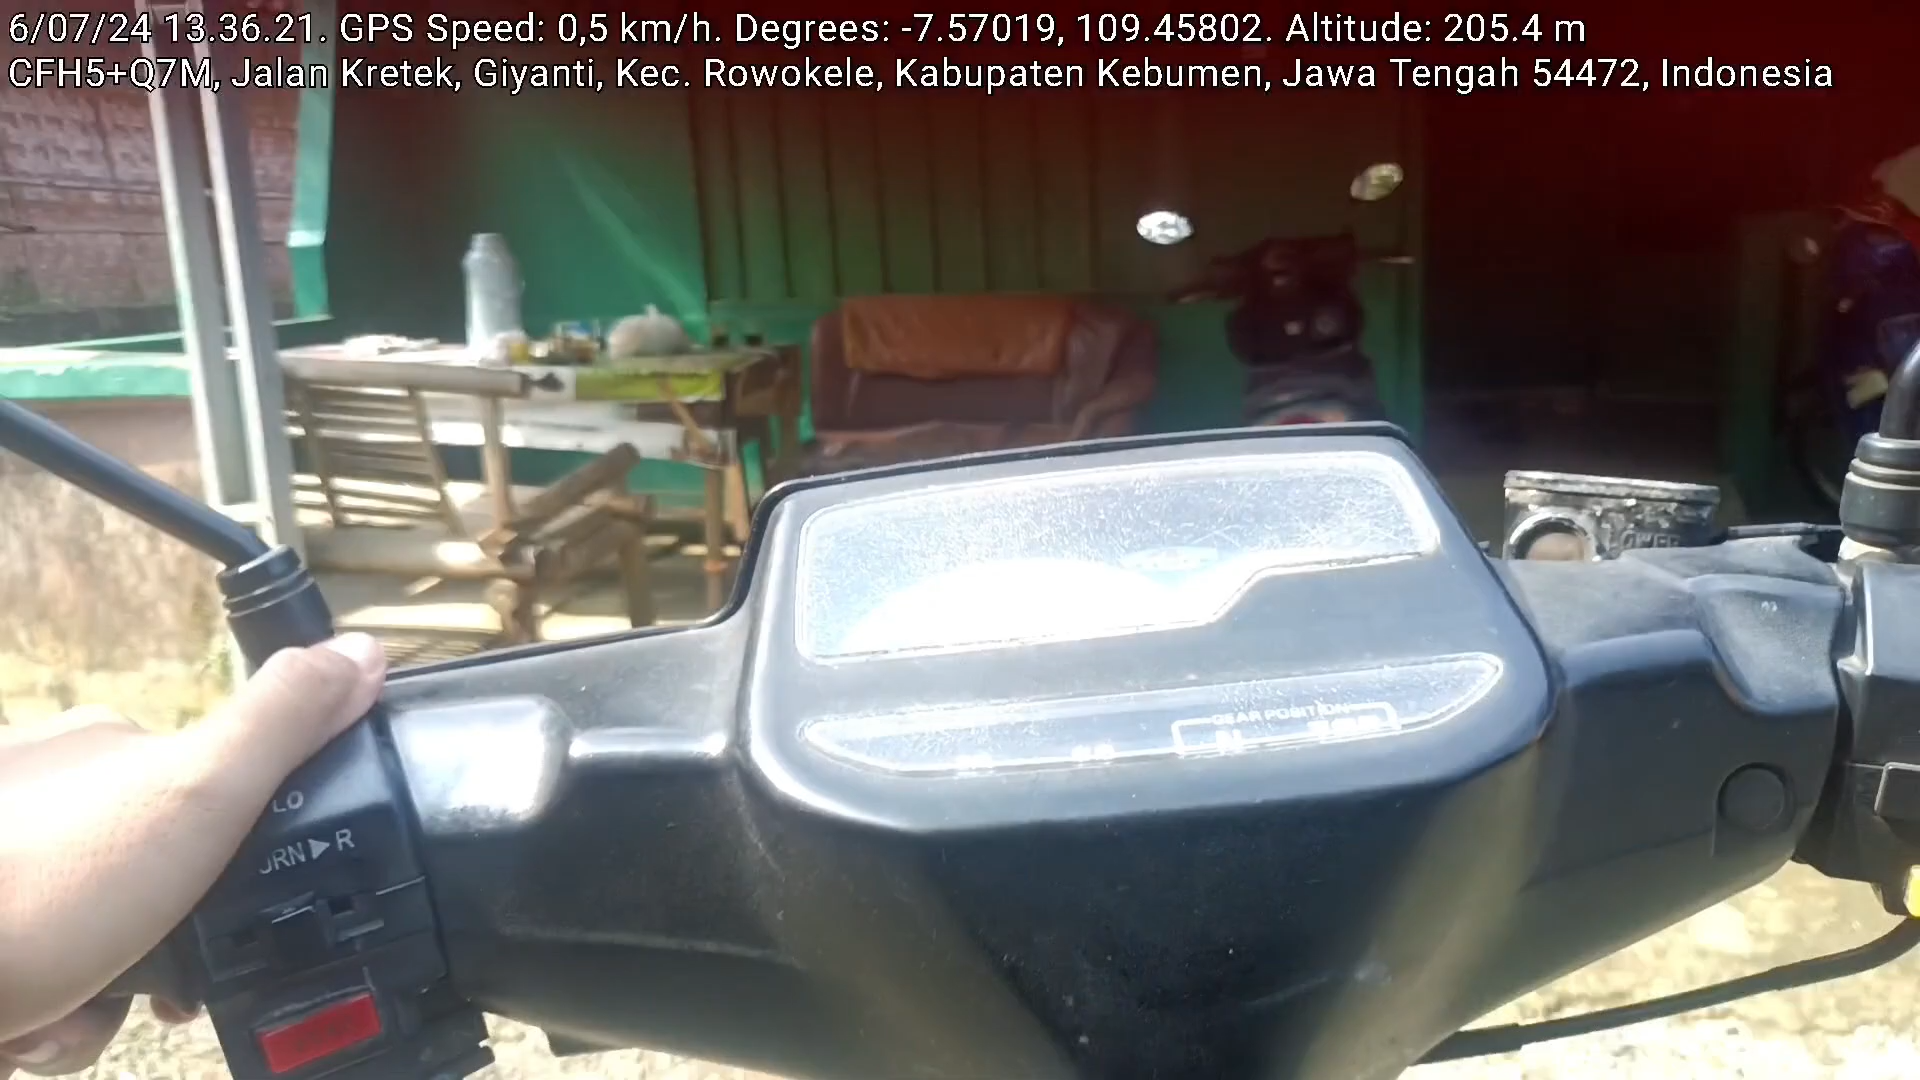 6/07/24 13.36.21. GPS Speed: 0,5 km/h. Degrees: -7.57019, 109.45802. Altitude: 205.4 m
CFH5+Q7M, Jalan Kretek, Giyanti, Kec. Rowokele, Kabupaten Kebumen, Jawa Tengah 54472, Indonesia
GEAR POSITION
N
LO
URN▶R